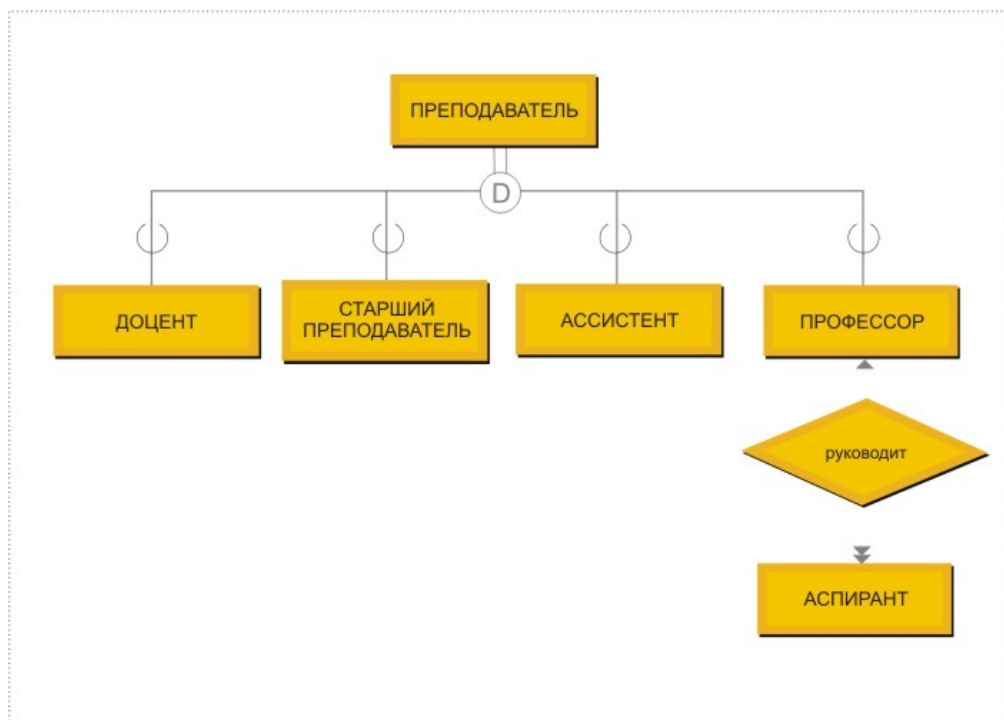 ПРЕПОДАВАТЕЛЬ
D
ДОЦЕНТ
СТАРШИЙ
ПРЕПОДАВАТЕЛЬ
АССИСТЕНТ
ПРОФЕССОР
руководит
АСПИРАНТ